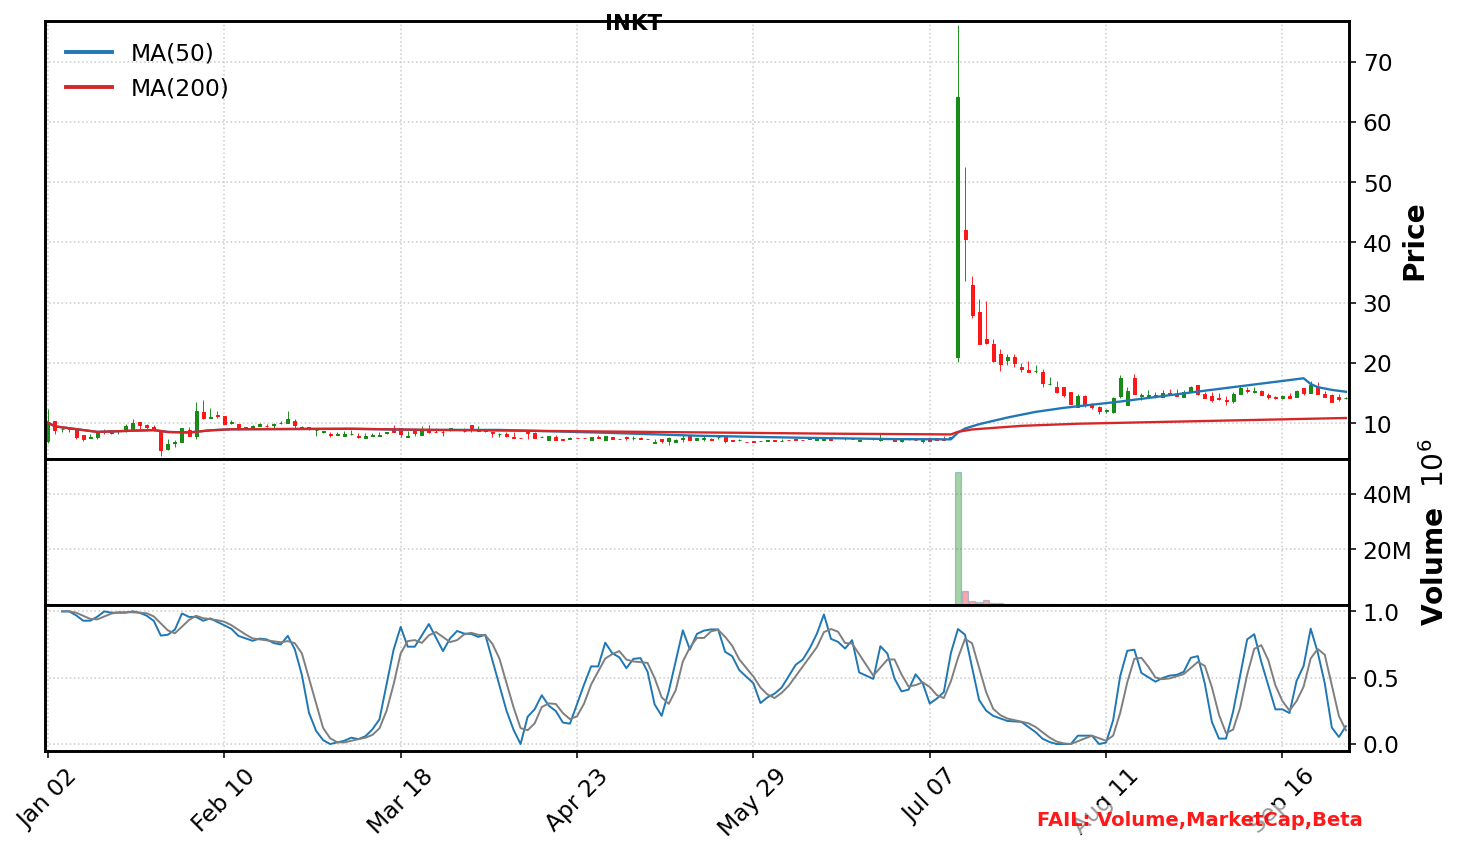 INKT
MA(50)
MA(200)
70
60
50
40
30
20
10
Price
10^6
40M
20M
Volume
1.0
0.5
0.0
Jan 02
Feb 10
Mar 18
Apr 23
May 29
Jul 07
Aug 11
Sep 16
FAIL: Volume,MarketCap,Beta